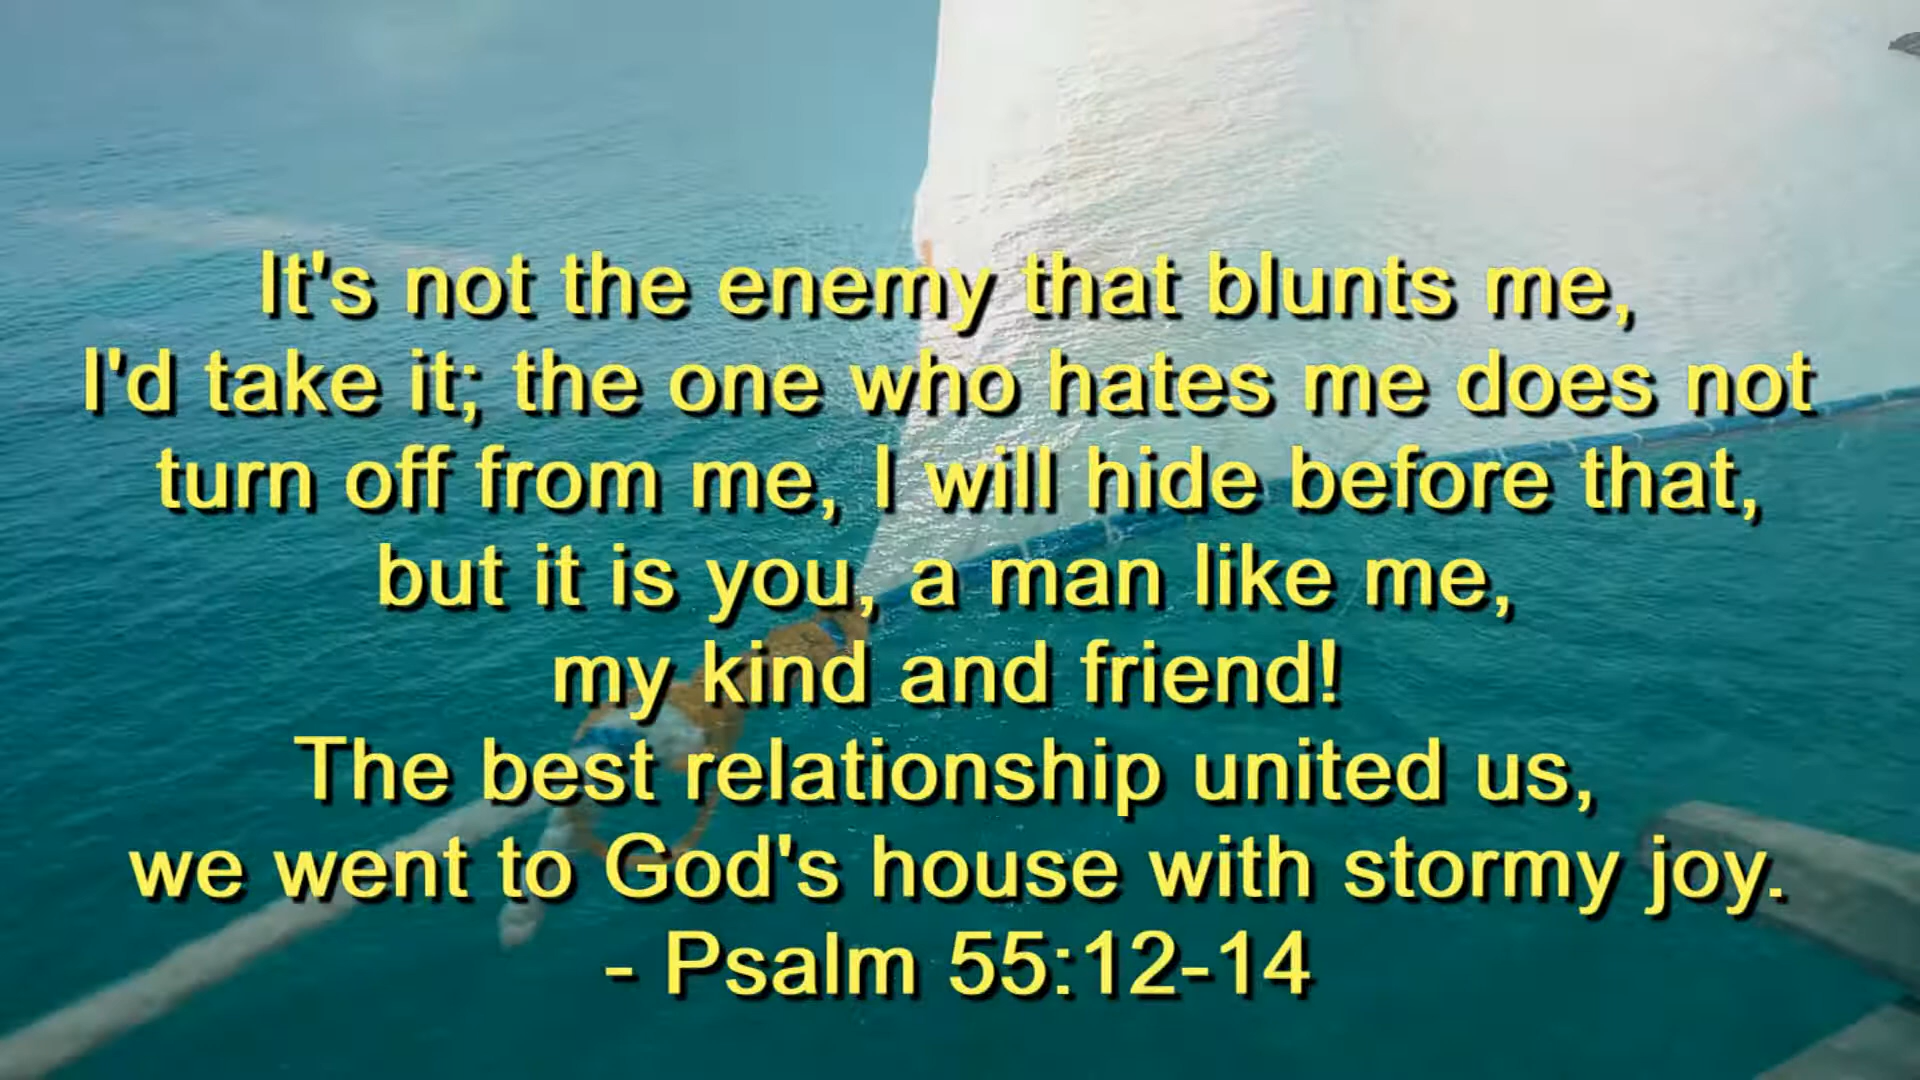 It's not the enemy that blunts me,
I'd take it; the one who hates me does not
turn off from me, I will hide before that,
but it is you, a man like me,
my kind and friend!
The best relationship united us,
we went to God's house with stormy joy.
- Psalm 55:12-14